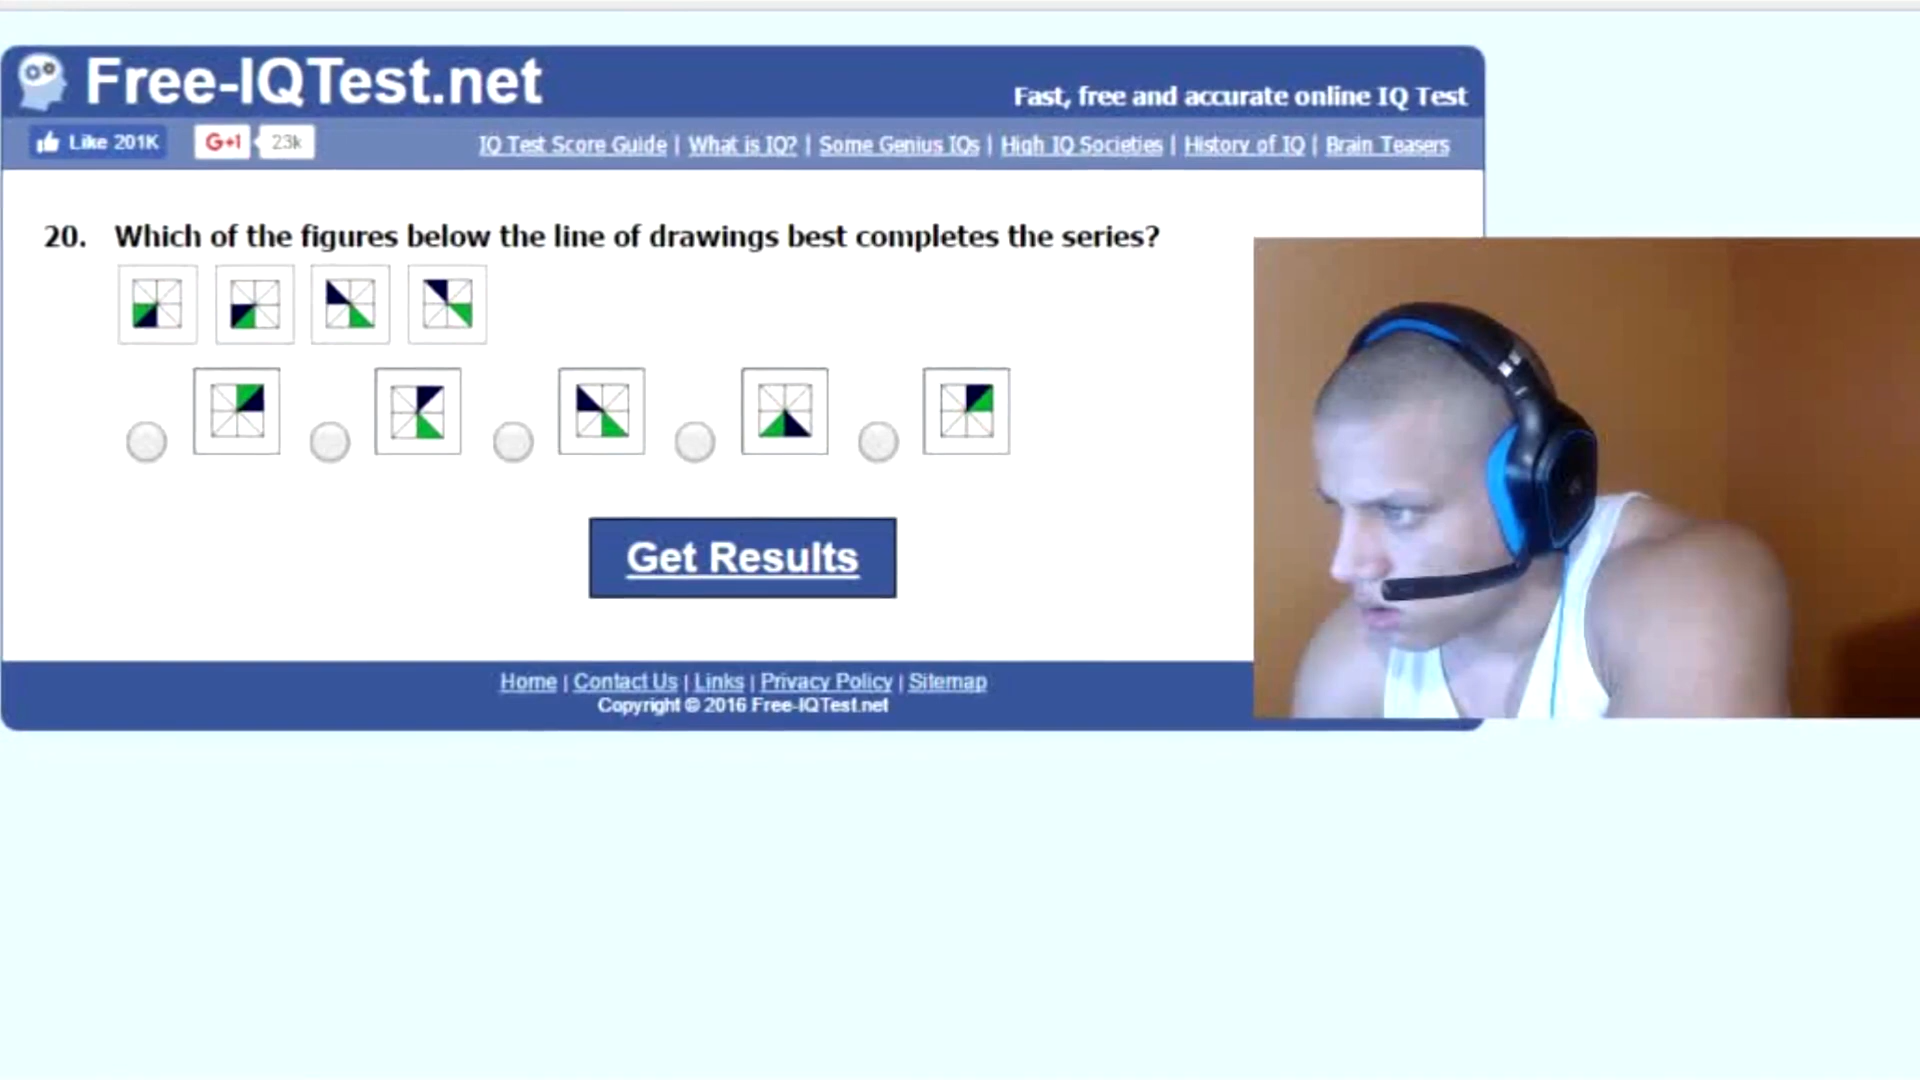 Free-IQTest.net
Fast, free and accurate online IQ Test
Like 201K G+1 23k IQ Test Score Guide | What is IQ? | Some Genius IQs | High IQ Societies | History of IQ | Brain Teasers
20. Which of the figures below the line of drawings best completes the series?
Get Results
Home | Contact Us | Links | Privacy Policy | Sitemap
Copyright © 2016 Free-IQTest.net